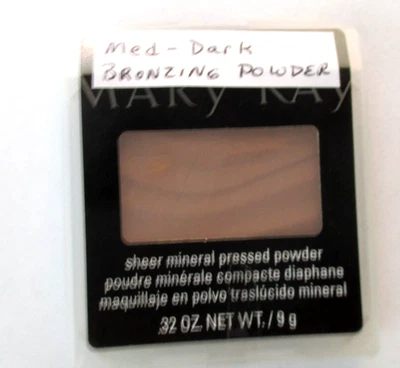 Med - Dark
BRONZING POWDER
MARY KAY
sheer mineral pressed powder
poudre minérale compacte diaphane
maquillaje en polvo traslúcido mineral
.32 OZ. NET WT. / 9 g